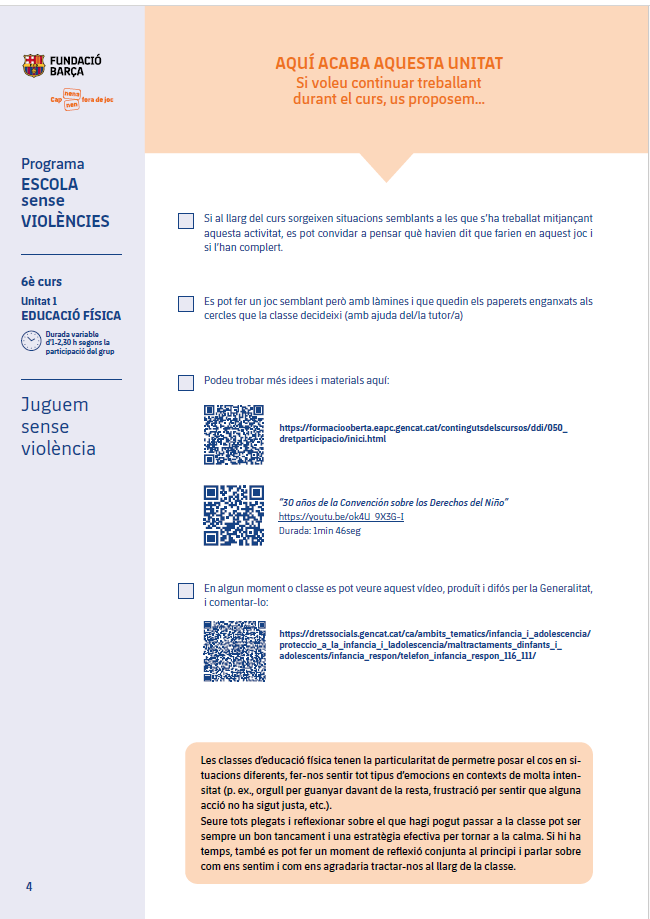 FUNDACIÓ
BARÇA
Cap nena nen fora de joc
Programa
ESCOLA
sense
VIOLÈNCIES
6è curs
Unitat 1
EDUCACIÓ FÍSICA
Durada variable
d'1-2,30 h segons la
participació del grup
Juguem
sense
violència
4
AQUÍ ACABA AQUESTA UNITAT
Si voleu continuar treballant
durant el curs, us proposem...
Si al llarg del curs sorgeixen situacions semblants a les que s'ha treballat mitjançant
aquesta activitat, es pot convidar a pensar què havien dit que farien en aquest joc i
si l'han complert.
Es pot fer un joc semblant però amb làmines i que quedin els paperets enganxats als
cercles que la classe decideixi (amb ajuda del/la tutor/a)
Podeu trobar més idees i materials aquí:
https://formaciooberta.eapc.gencat.cat/contingutsdelscursos/ddi/050_
dretparticipacio/inici.html
"30 años de la Convención sobre los Derechos del Niño"
https://youtu.be/ok4U_9X3G-I
Durada: 1min 46seg
En algun moment o classe es pot veure aquest vídeo, produït i difós per la Generalitat,
i comentar-lo:
https://dretssocials.gencat.cat/ca/ambits_tematics/infancia_i_adolescencia/
proteccio_a_la_infancia_i_ladolescencia/maltractaments_dinfants_i_
adolescents/infancia_respon/telefon_infancia_respon_116_111/
Les classes d'educació física tenen la particularitat de permetre posar el cos en si-
tuacions diferents, fer-nos sentir tot tipus d'emocions en contexts de molta inten-
sitat (p. ex., orgull per guanyar davant de la resta, frustració per sentir que alguna
acció no ha sigut justa, etc.).
Seure tots plegats i reflexionar sobre el que hagi pogut passar a la classe pot ser
sempre un bon tancament i una estratègia efectiva per tornar a la calma. Si hi ha
temps, també es pot fer un moment de reflexió conjunta al principi i parlar sobre
com ens sentim i com ens agradaria tractar-nos al llarg de la classe.